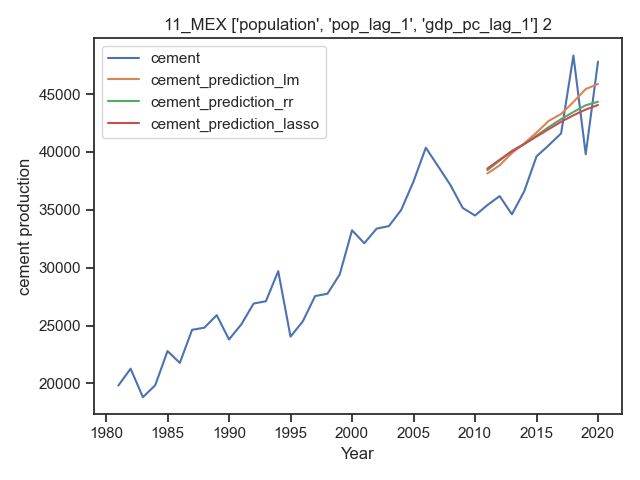 11_MEX ['population', 'pop_lag_1', 'gdp_pc_lag_1'] 2
cement
cement_prediction_lm
cement_prediction_rr
cement_prediction_lasso
45000
40000
35000
30000
25000
20000
cement production
1980 1985 1990 1995 2000 2005 2010 2015 2020
Year